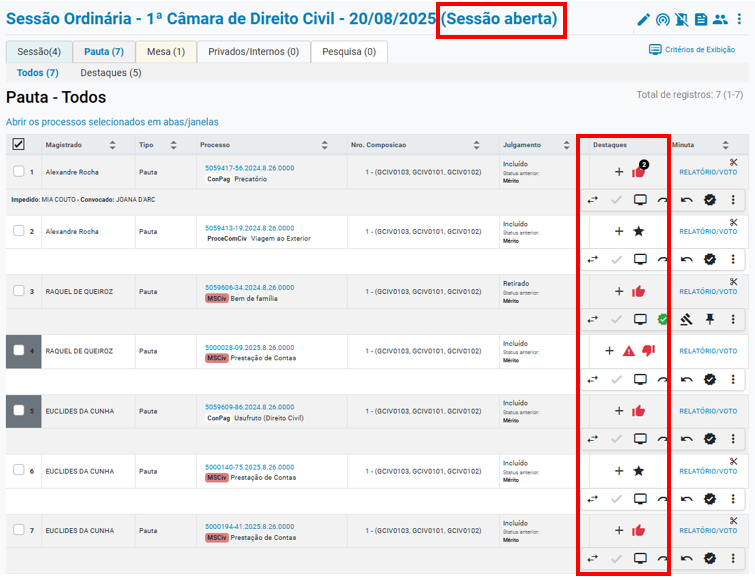 Sessão Ordinária - 1ª Câmara de Direito Civil - 20/08/2025 (Sessão aberta)
Sessão(4) Pauta (7) Mesa (1) Privados/Internos (0) Pesquisa (0) Critérios de Exibição
Todos (7) Destaques (5)
Pauta - Todos Total de registros: 7 (1-7)
Abrir os processos selecionados em abas/janelas
Magistrado Tipo Processo Nro. Composicao Julgamento Destaques Minuta
1 Alexandre Rocha Pauta 5059417-56.2024.8.26.0000 1 - (GCIV0103, GCIV0101, GCIV0102) Incluído 2 RELATÓRIO/VOTO
ConPag Precatório Status anterior:
Mérito
Impedido: MIA COUTO - Convocado: JOANA D'ARC
2 Alexandre Rocha Pauta 5059413-19.2024.8.26.0000 1 - (GCIV0103, GCIV0101, GCIV0102) Incluído RELATÓRIO/VOTO
ProceComCiv Viagem ao Exterior Status anterior:
Mérito
3 RAQUEL DE QUEIROZ Pauta 5059606-34.2024.8.26.0000 1 - (GCIV0103, GCIV0101, GCIV0102) Retirado RELATÓRIO/VOTO
MSCiv Bem de família Status anterior:
Mérito
4 RAQUEL DE QUEIROZ Pauta 5000028-09.2025.8.26.0000 1 - (GCIV0103, GCIV0101, GCIV0102) Incluído RELATÓRIO/VOTO
MSCiv Prestação de Contas Status anterior:
Mérito
5 EUCLIDES DA CUNHA Pauta 5059609-86.2024.8.26.0000 1 - (GCIV0103, GCIV0101, GCIV0102) Incluído RELATÓRIO/VOTO
ConPag Usufruto (Direito Civil) Status anterior:
Mérito
6 EUCLIDES DA CUNHA Pauta 5000140-75.2025.8.26.0000 1 - (GCIV0103, GCIV0101, GCIV0102) Incluído RELATÓRIO/VOTO
MSCiv Prestação de Contas Status anterior:
Mérito
7 EUCLIDES DA CUNHA Pauta 5000194-41.2025.8.26.0000 1 - (GCIV0103, GCIV0101, GCIV0102) Incluído RELATÓRIO/VOTO
MSCiv Prestação de Contas Status anterior:
Mérito